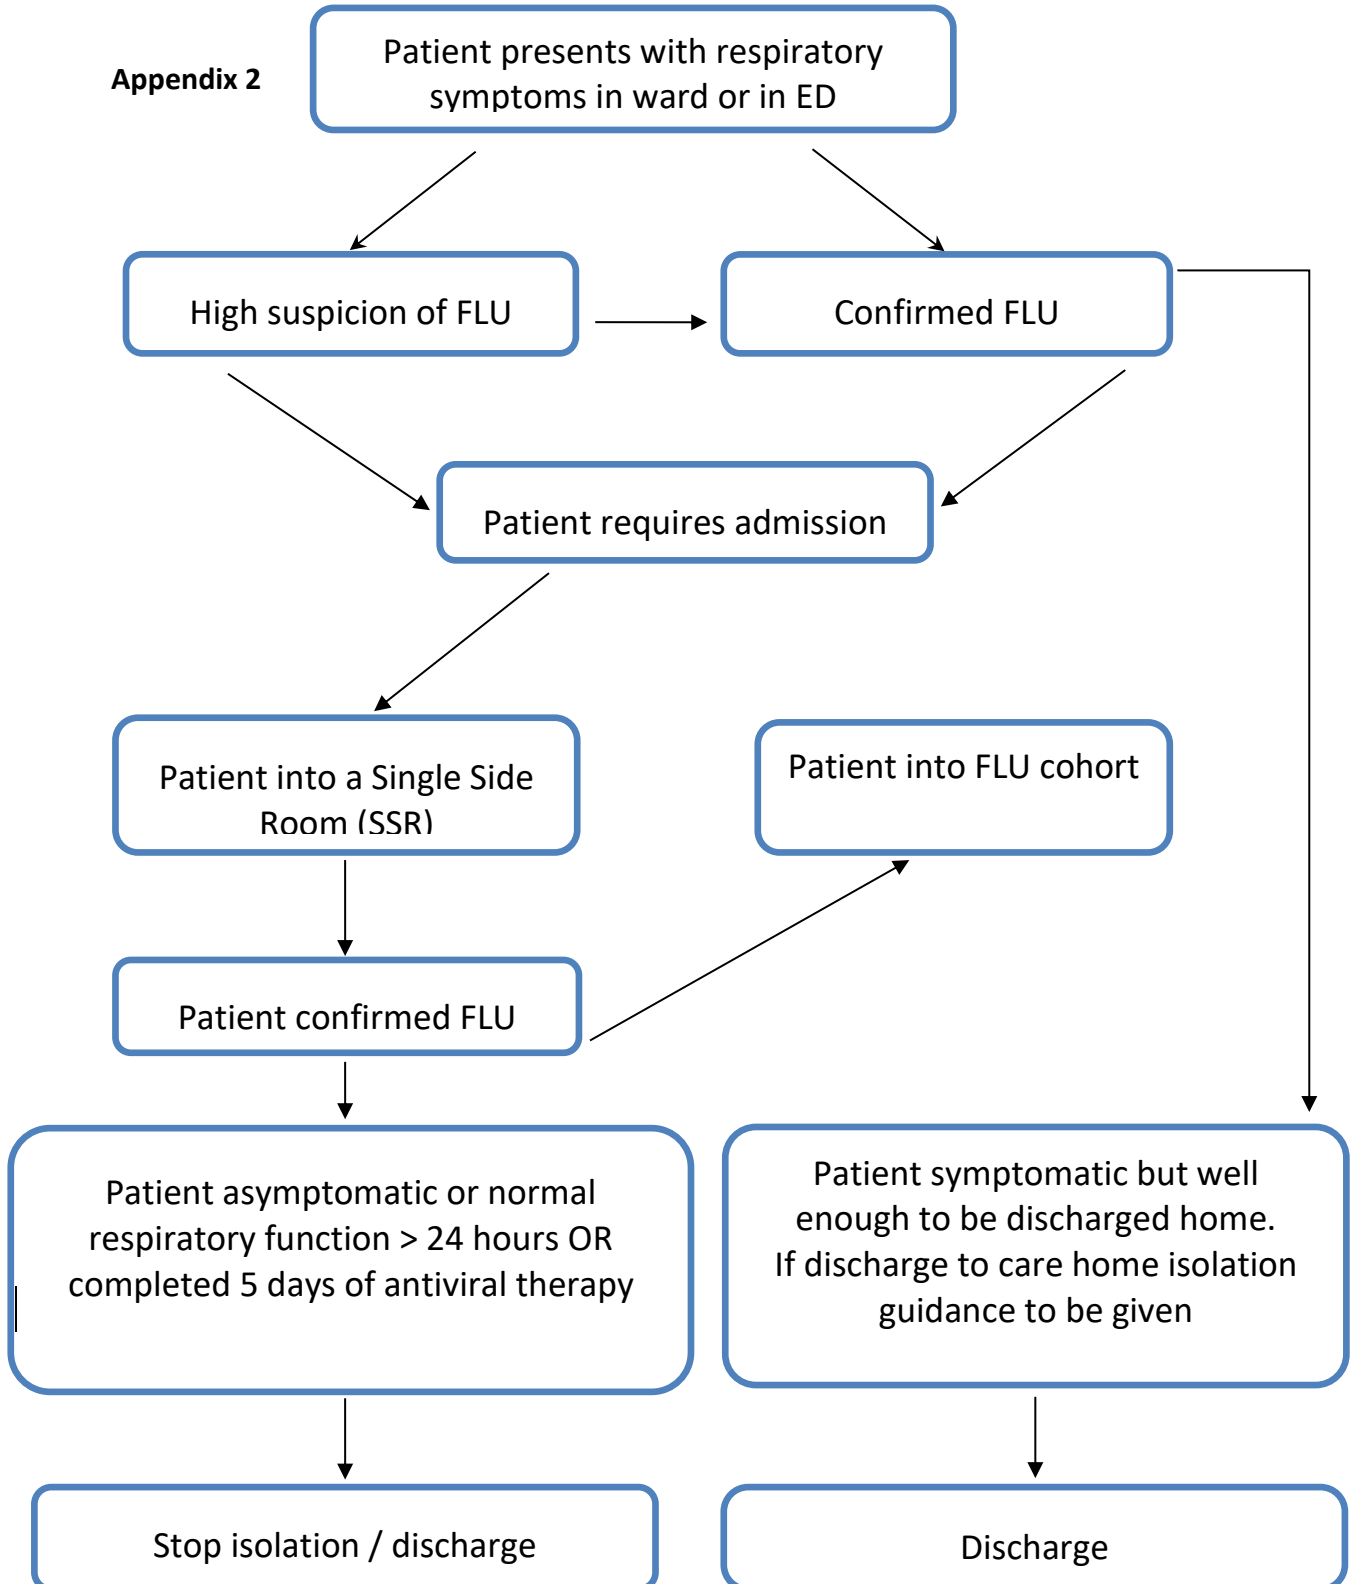 Appendix 2
Patient presents with respiratory
symptoms in ward or in ED
High suspicion of FLU
Confirmed FLU
Patient requires admission
Patient into a Single Side
Room (SSR)
Patient into FLU cohort
Patient confirmed FLU
Patient asymptomatic or normal
respiratory function > 24 hours OR
completed 5 days of antiviral therapy
Patient symptomatic but well
enough to be discharged home.
If discharge to care home isolation
guidance to be given
Stop isolation / discharge
Discharge